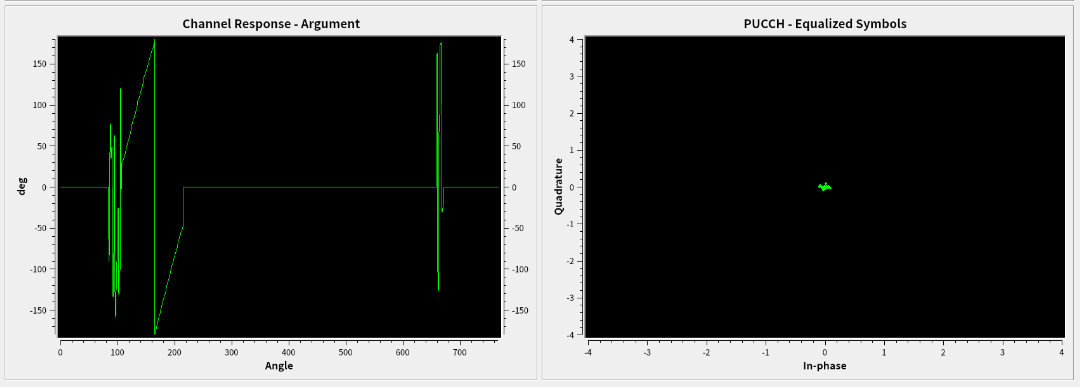 Channel Response - Argument
150
100
50
0
-50
-100
-150
deg
150
100
50
0
-50
-100
-150
0 100 200 300 400 500 600 700
Angle
PUCCH - Equalized Symbols
4
3
2
1
0
-1
-2
-3
-4
Quadrature
-4 -3 -2 -1 0 1 2 3 4
In-phase